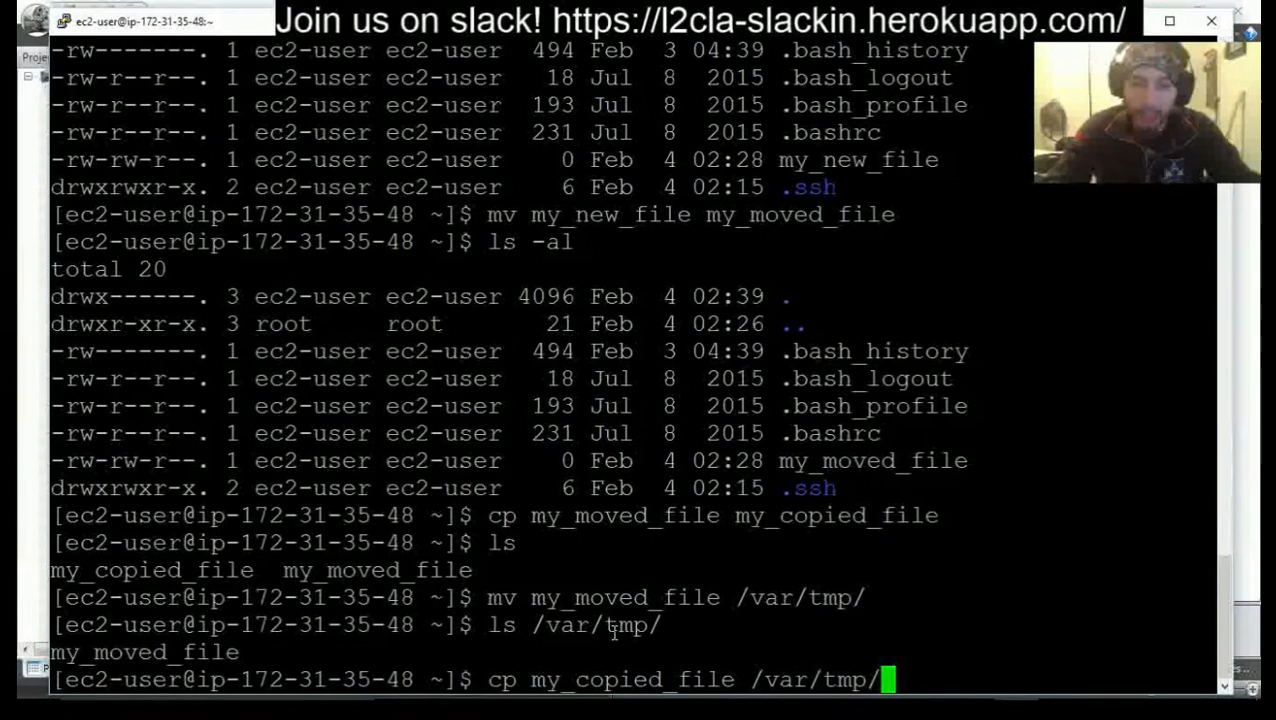 ec2-user@ip-172-31-35-48:~
Join us on slack! https://l2cla-slackin.herokuapp.com/
Proje
-rw-------. 1 ec2-user ec2-user 494 Feb 3 04:39 .bash_history
-rw-r--r--. 1 ec2-user ec2-user 18 Jul 8 2015 .bash_logout
-rw-r--r--. 1 ec2-user ec2-user 193 Jul 8 2015 .bash_profile
-rw-r--r--. 1 ec2-user ec2-user 231 Jul 8 2015 .bashrc
-rw-rw-r--. 1 ec2-user ec2-user 0 Feb 4 02:28 my_new_file
drwxrwxr-x. 2 ec2-user ec2-user 6 Feb 4 02:15 .ssh
[ec2-user@ip-172-31-35-48 ~]$ mv my_new_file my_moved_file
[ec2-user@ip-172-31-35-48 ~]$ ls -al
total 20
drwx------. 3 ec2-user ec2-user 4096 Feb 4 02:39 .
drwxr-xr-x. 3 root root 21 Feb 4 02:26 ..
-rw-------. 1 ec2-user ec2-user 494 Feb 3 04:39 .bash_history
-rw-r--r--. 1 ec2-user ec2-user 18 Jul 8 2015 .bash_logout
-rw-r--r--. 1 ec2-user ec2-user 193 Jul 8 2015 .bash_profile
-rw-r--r--. 1 ec2-user ec2-user 231 Jul 8 2015 .bashrc
-rw-rw-r--. 1 ec2-user ec2-user 0 Feb 4 02:28 my_moved_file
drwxrwxr-x. 2 ec2-user ec2-user 6 Feb 4 02:15 .ssh
[ec2-user@ip-172-31-35-48 ~]$ cp my_moved_file my_copied_file
[ec2-user@ip-172-31-35-48 ~]$ ls
my_copied_file my_moved_file
[ec2-user@ip-172-31-35-48 ~]$ mv my_moved_file /var/tmp/
[ec2-user@ip-172-31-35-48 ~]$ ls /var/tmp/
my_moved_file
[ec2-user@ip-172-31-35-48 ~]$ cp my_copied_file /var/tmp/